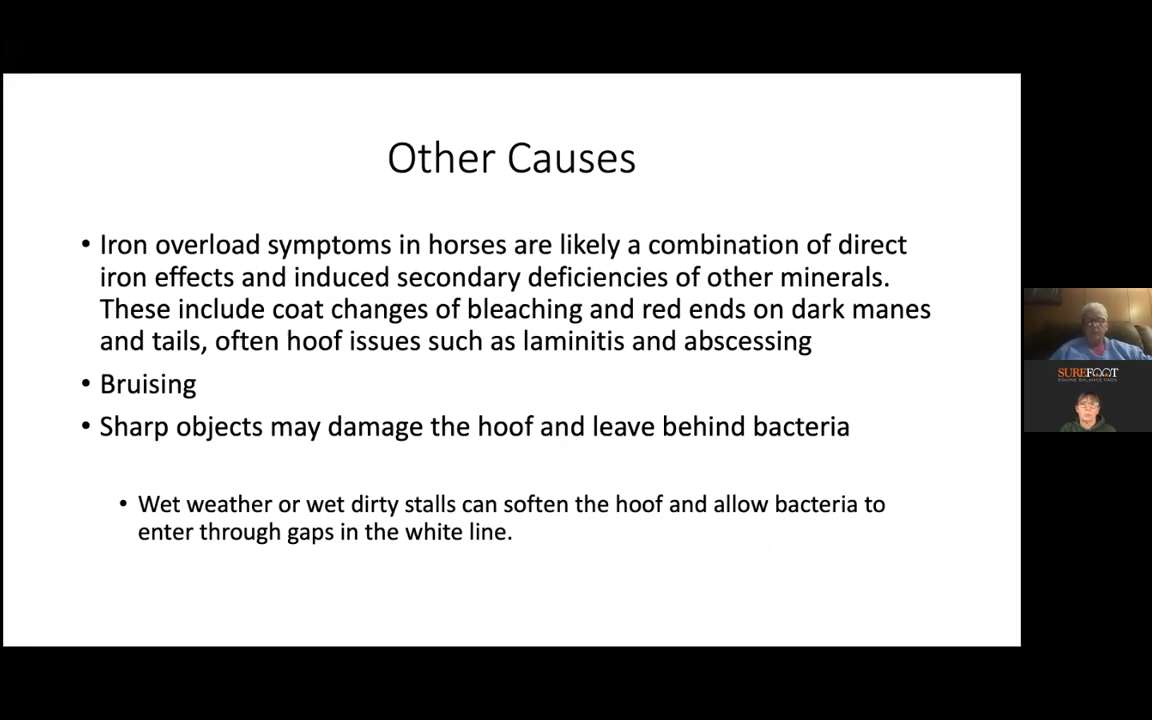 Other Causes
• Iron overload symptoms in horses are likely a combination of direct
iron effects and induced secondary deficiencies of other minerals.
These include coat changes of bleaching and red ends on dark manes
and tails, often hoof issues such as laminitis and abscessing
• Bruising
• Sharp objects may damage the hoof and leave behind bacteria
• Wet weather or wet dirty stalls can soften the hoof and allow bacteria to
enter through gaps in the white line.
SUREFOOT
EQUINE BALANCE PADS